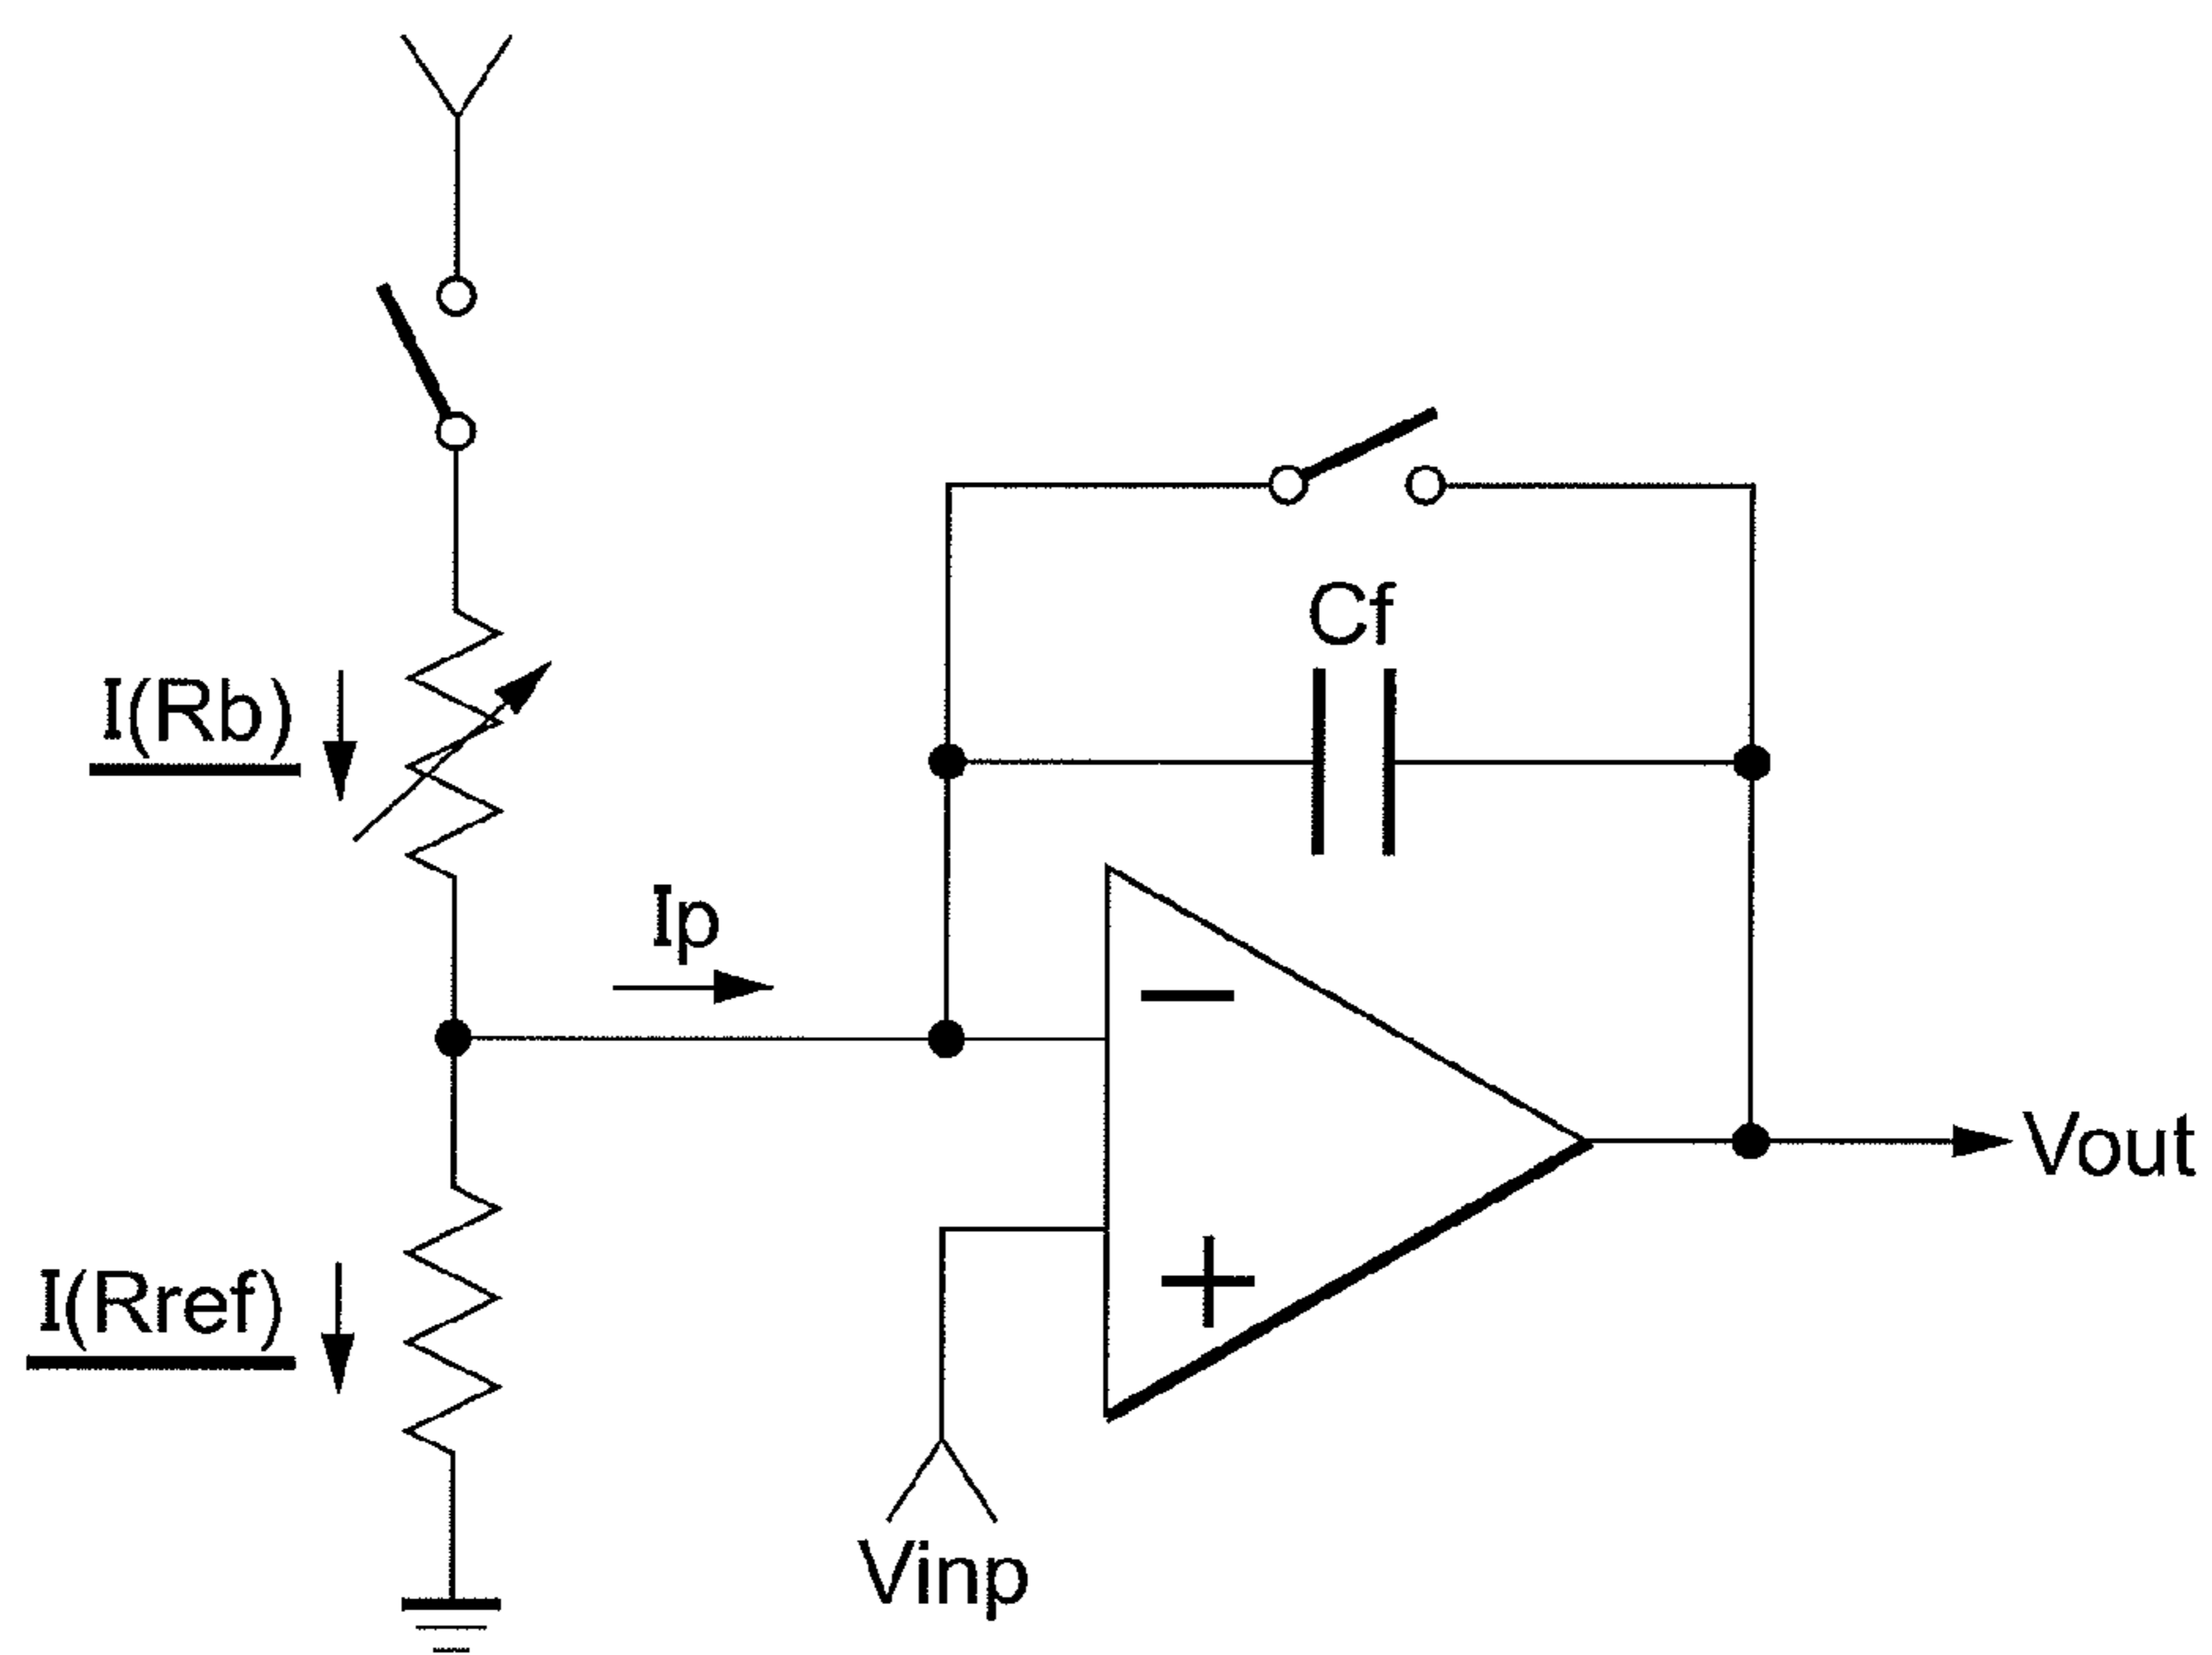 Cf
I(Rb)
Ip
−
Vout
+
I(Rref)
Vinp